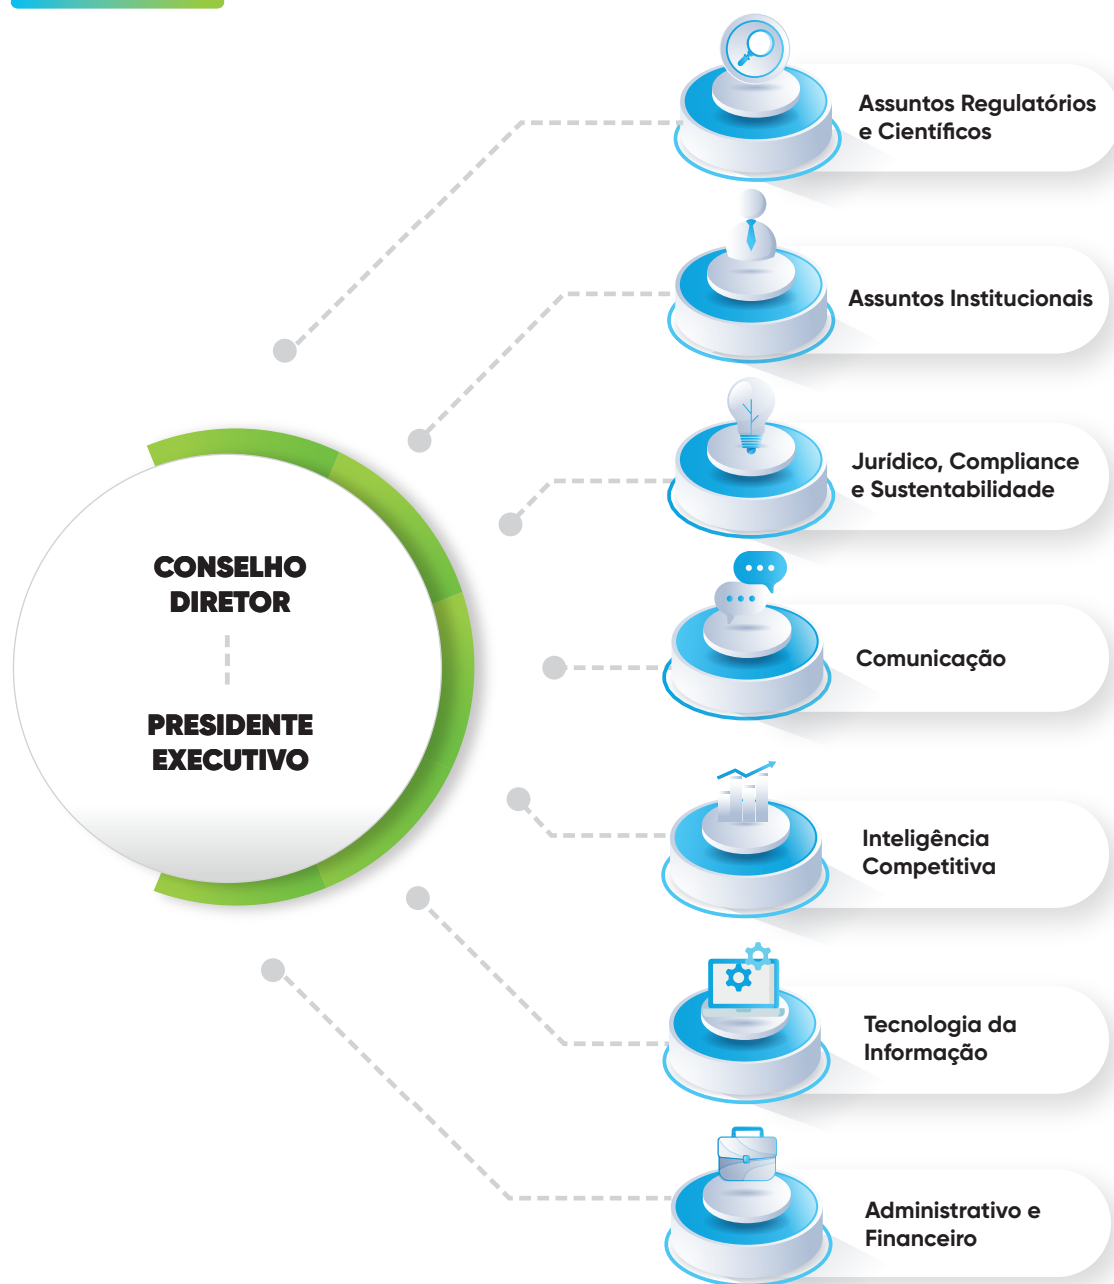 Assuntos Regulatórios
e Científicos
Assuntos Institucionais
Jurídico, Compliance
e Sustentabilidade
CONSELHO
DIRETOR
PRESIDENTE
EXECUTIVO
Comunicação
Inteligência
Competitiva
Tecnologia da
Informação
Administrativo e
Financeiro